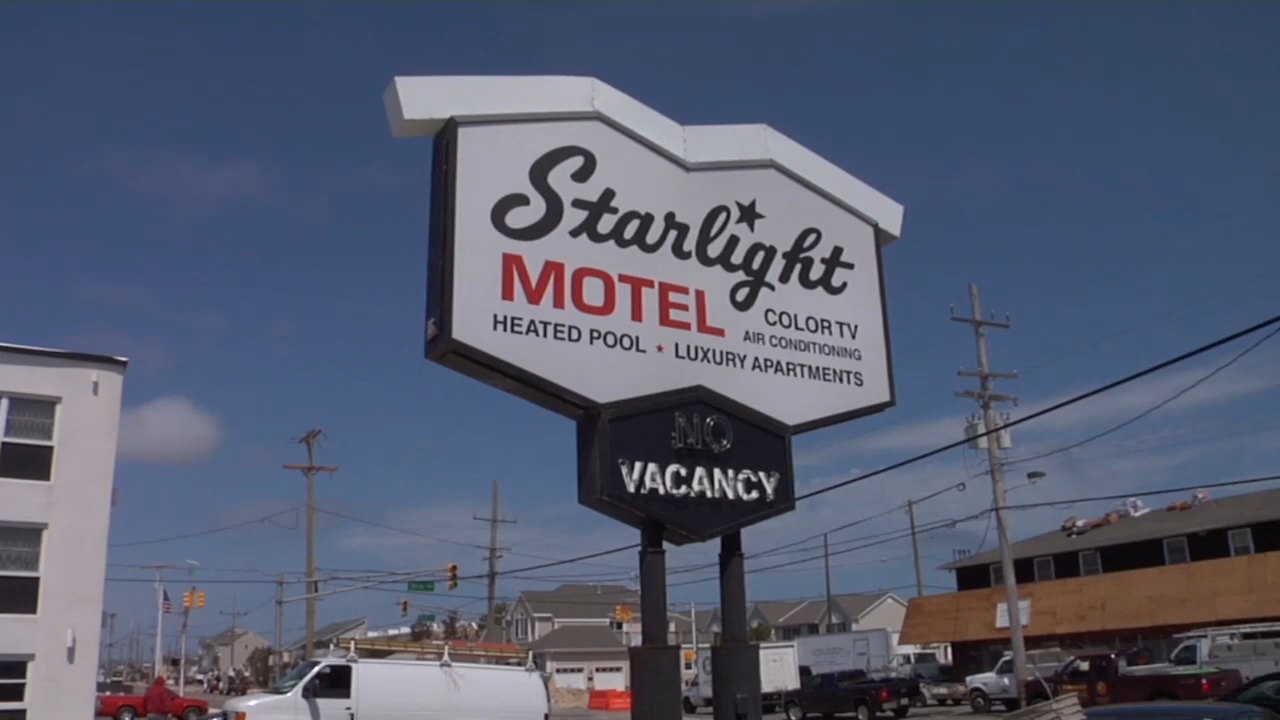 Starlight
MOTEL
COLOR TV
AIR CONDITIONING
HEATED POOL ★ LUXURY APARTMENTS
NO
VACANCY